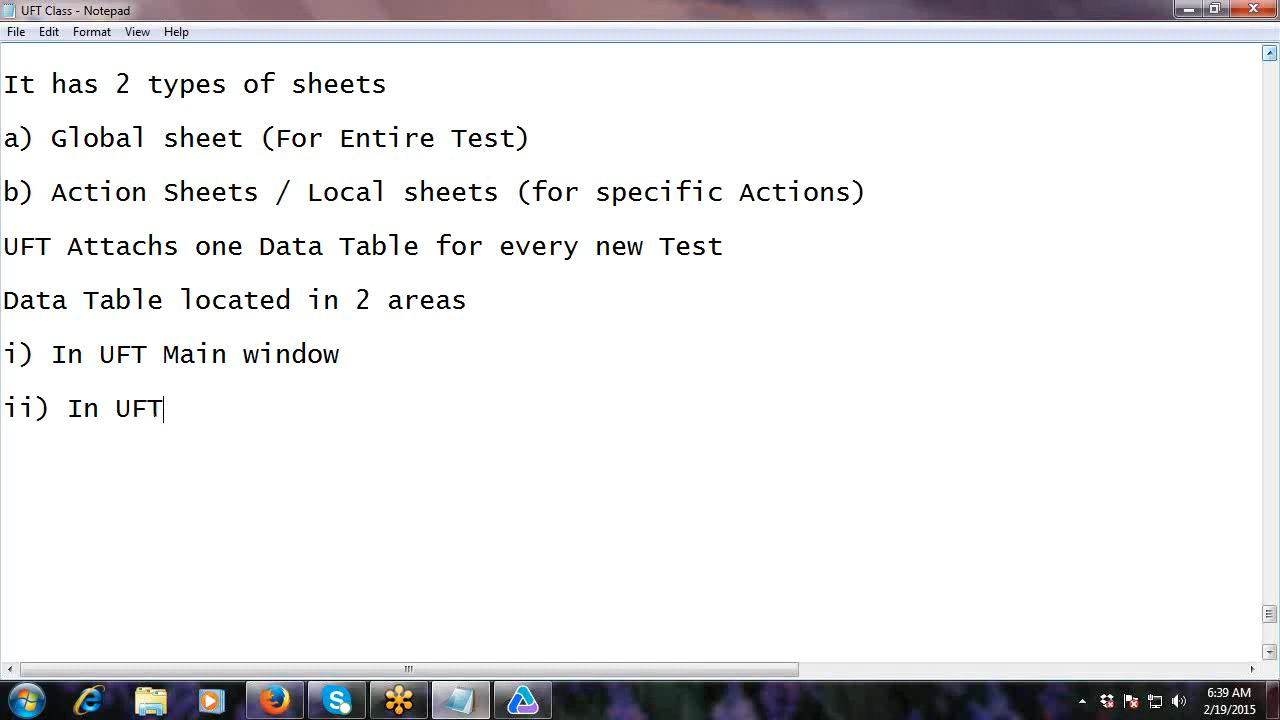 UFT Class - Notepad
File Edit Format View Help
It has 2 types of sheets
a) Global sheet (For Entire Test)
b) Action Sheets / Local sheets (for specific Actions)
UFT Attachs one Data Table for every new Test
Data Table located in 2 areas
i) In UFT Main window
ii) In UFT
6:39 AM
2/19/2015